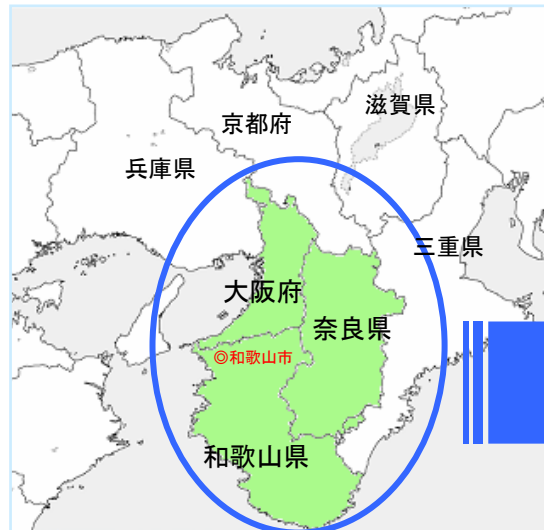 滋賀県
京都府
兵庫県
三重県
大阪府
奈良県
◎和歌山市
和歌山県